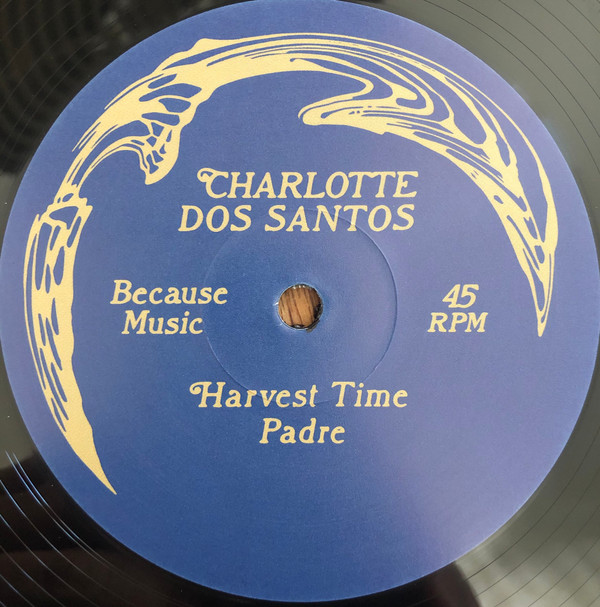 CHARLOTTE
DOS SANTOS
Because
Music
45
RPM
Harvest Time
Padre